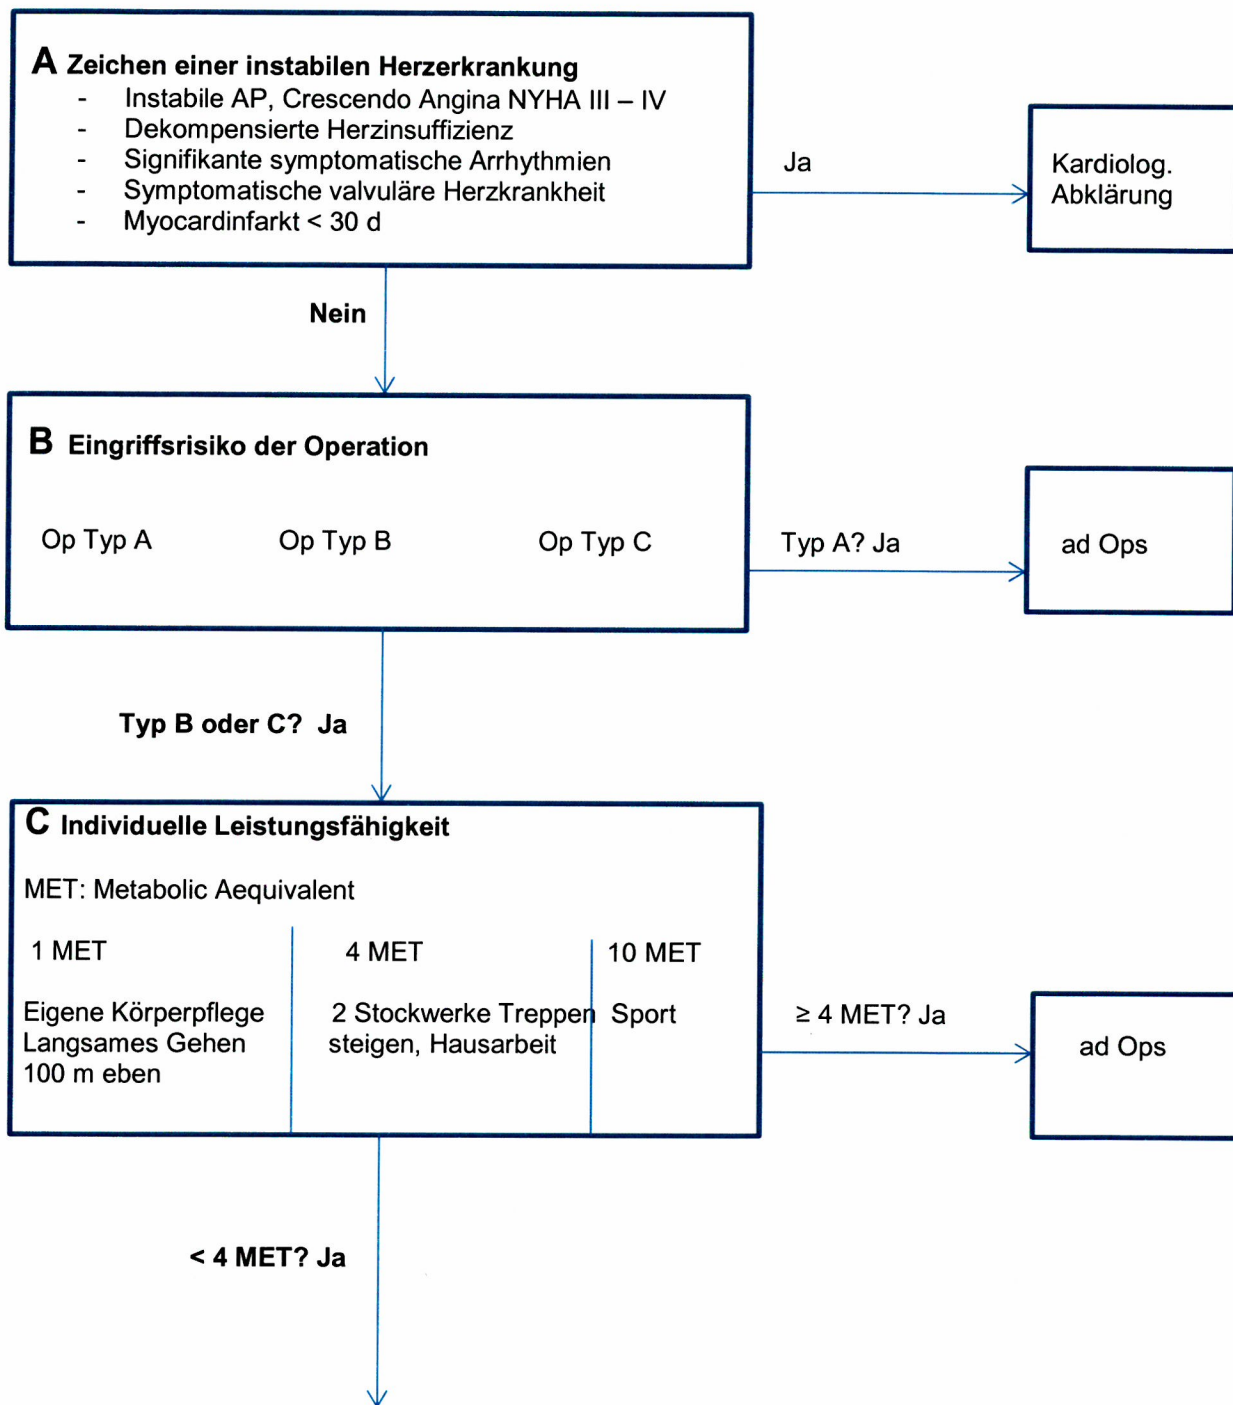 A Zeichen einer instabilen Herzerkrankung
- Instabile AP, Crescendo Angina NYHA III – IV
- Dekompensierte Herzinsuffizienz
- Signifikante symptomatische Arrhythmien
- Symptomatische valvuläre Herzkrankheit
- Myocardinfarkt < 30 d
Ja
Kardiolog.
Abklärung
Nein
B Eingriffsrisiko der Operation
Op Typ A
Op Typ B
Op Typ C
Typ A? Ja
ad Ops
Typ B oder C? Ja
C Individuelle Leistungsfähigkeit
MET: Metabolic Aequivalent
1 MET
Eigene Körperpflege
Langsames Gehen
100 m eben
4 MET
2 Stockwerke Treppen
steigen, Hausarbeit
10 MET
Sport
≥ 4 MET? Ja
ad Ops
< 4 MET? Ja